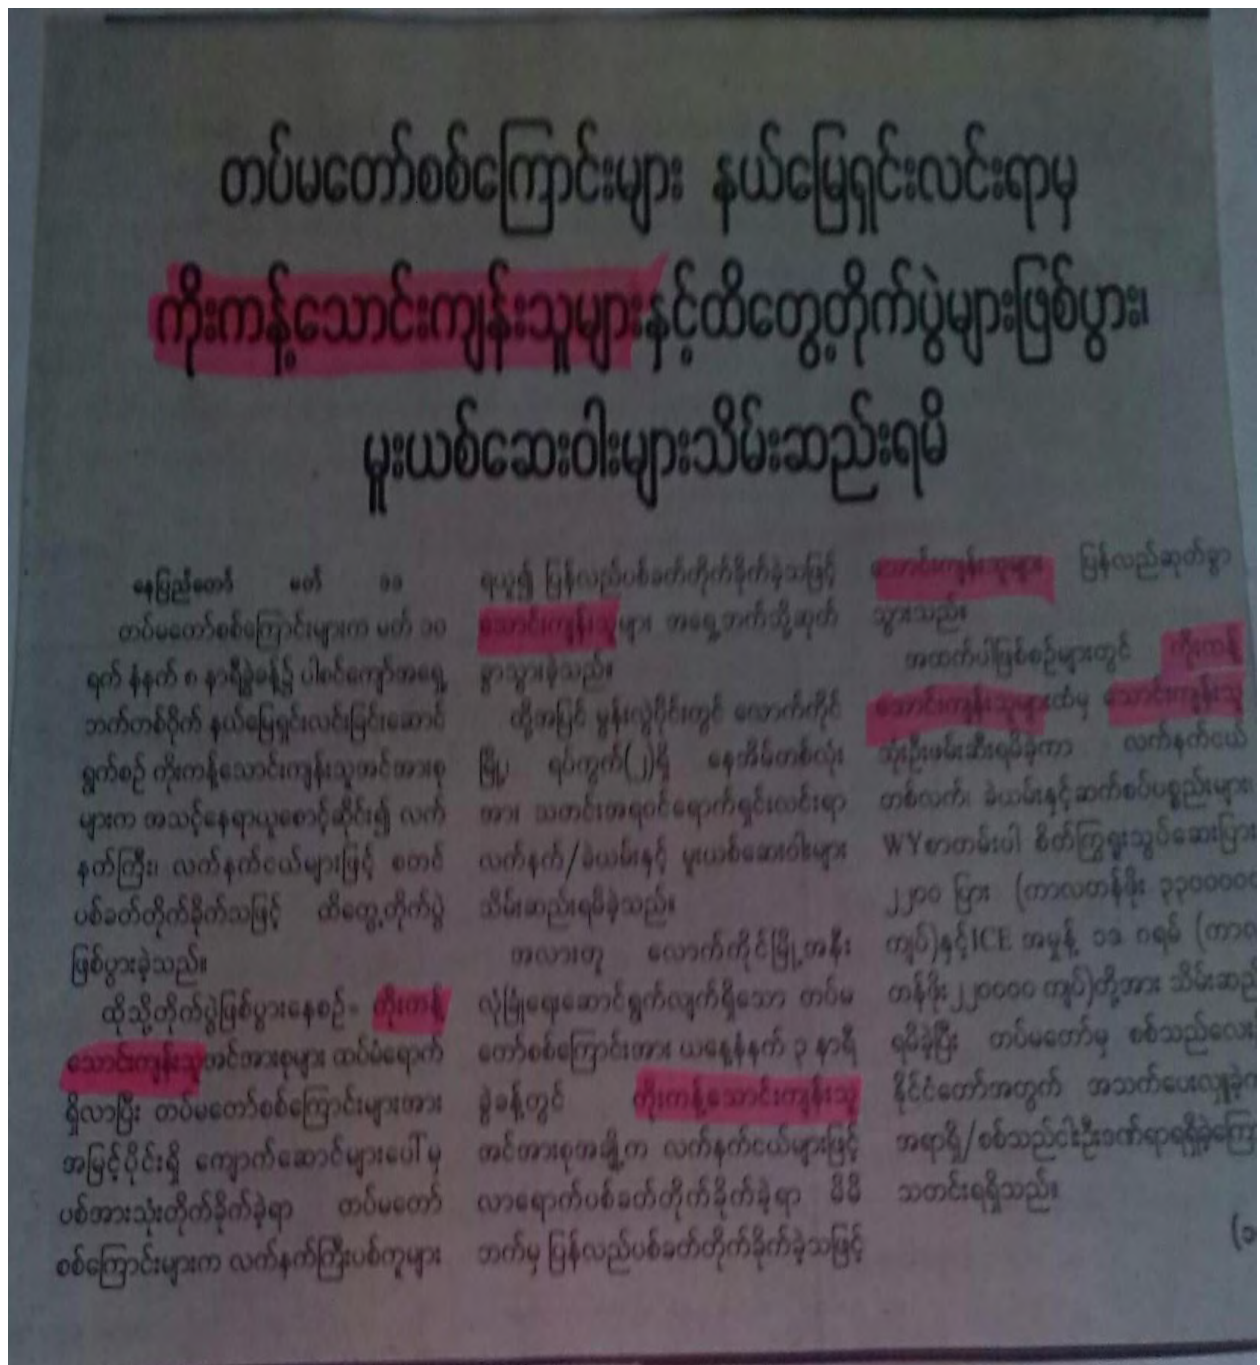 တပ်မတော်စစ်ကြောင်းများ နယ်မြေရှင်းလင်းရာမှ
ကိုးကန့်သောင်းကျန်းသူများနှင့်ထိတွေ့တိုက်ပွဲများဖြစ်ပွား၊
မူးယစ်ဆေးဝါးများသိမ်းဆည်းရမိ
နေပြည်တော် မတ် ၁၁
တပ်မတော်စစ်ကြောင်းများက မတ် ၁၀
ရက် နံနက် ၈ နာရီခွဲခန့်၌ ပါစင်ကျော်အရှေ့
ဘက်တစ်ဝိုက် နယ်မြေရှင်းလင်းခြင်းဆောင်
ရွက်စဉ် ကိုးကန့်သောင်းကျန်းသူအင်အားစု
များက အသင့်နေရာယူစောင့်ဆိုင်း၍ လက်
နက်ကြီး၊ လက်နက်ငယ်များဖြင့် စတင်
ပစ်ခတ်တိုက်ခိုက်သဖြင့် ထိတွေ့တိုက်ပွဲ
ဖြစ်ပွားခဲ့သည်။
ထိုသို့တိုက်ပွဲဖြစ်ပွားနေစဉ် ကိုးကန့်
သောင်းကျန်းသူအင်အားစုများ ထပ်မံရောက်
ရှိလာပြီး တပ်မတော်စစ်ကြောင်းများအား
အမြင့်ပိုင်းရှိ ကျောက်ဆောင်များပေါ်မှ
ပစ်အားသုံးတိုက်ခိုက်ခဲ့ရာ တပ်မတော်
စစ်ကြောင်းများက လက်နက်ကြီးပစ်ကူများ
ရယူ၍ ပြန်လည်ပစ်ခတ်တိုက်ခိုက်ခဲ့သဖြင့်
သောင်းကျန်းသူများ အရှေ့ဘက်သို့ဆုတ်
ခွာသွားခဲ့သည်။
ထို့အပြင် မွန်းလွဲပိုင်းတွင် လောက်ကိုင်
မြို့ ရပ်ကွက်(၂)ရှိ နေအိမ်တစ်လုံး
အား သတင်းအရဝင်ရောက်ရှင်းလင်းရာ
လက်နက်/ခဲယမ်းနှင့် မူးယစ်ဆေးဝါးများ
သိမ်းဆည်းရမိခဲ့သည်။
အလားတူ လောက်ကိုင်မြို့အနီး
လုံခြုံရေးဆောင်ရွက်လျက်ရှိသော တပ်မ
တော်စစ်ကြောင်းအား ယနေ့နံနက် ၃ နာရီ
ခွဲခန့်တွင် ကိုးကန့်သောင်းကျန်းသူ
အင်အားစုအချို့က လက်နက်ငယ်များဖြင့်
လာရောက်ပစ်ခတ်တိုက်ခိုက်ခဲ့ရာ မိမိ
ဘက်မှ ပြန်လည်ပစ်ခတ်တိုက်ခိုက်ခဲ့သဖြင့်
သောင်းကျန်းသူများ ပြန်လည်ဆုတ်ခွာ
သွားသည်။
အထက်ပါဖြစ်စဉ်များတွင် ကိုးကန့်
သောင်းကျန်းသူများထံမှ သောင်းကျန်းသူ
သုံးဦးဖမ်းဆီးရမိခဲ့ကာ လက်နက်ငယ်
တစ်လက်၊ ခဲယမ်းနှင့်ဆက်စပ်ပစ္စည်းများ၊
WYစာတမ်းပါ စိတ်ကြွရူးသွပ်ဆေးပြား
၂၂၀၀ ပြား (ကာလတန်ဖိုး ၃၃၀၀၀၀၀
ကျပ်)နှင့်ICE အမှုန့် ၁၁ ဂရမ် (ကာလ
တန်ဖိုး ၂၂၀၀၀၀ ကျပ်)တို့အား သိမ်းဆည်း
ရမိခဲ့ပြီး တပ်မတော်မှ စစ်သည်လေး
နိုင်ငံတော်အတွက် အသက်ပေးလှူခဲ့
အရာရှိ/စစ်သည်ငါးဦးဒဏ်ရာရရှိခဲ့ကြော
သတင်းရရှိသည်။